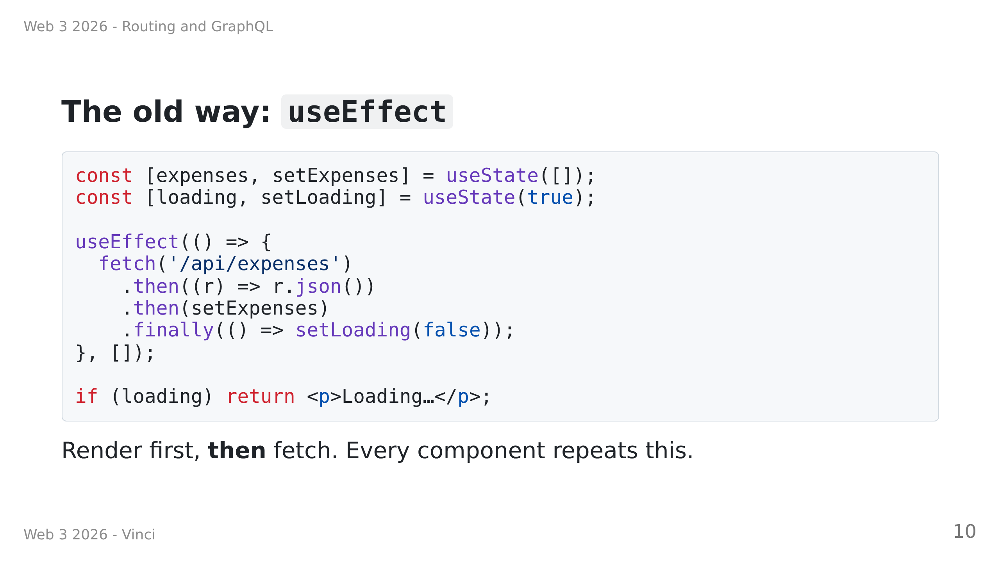 Web 3 2026 - Routing and GraphQL
The old way: useEffect
const [expenses, setExpenses] = useState([]);
const [loading, setLoading] = useState(true);

useEffect(() => {
  fetch('/api/expenses')
    .then((r) => r.json())
    .then(setExpenses)
    .finally(() => setLoading(false));
}, []);

if (loading) return <p>Loading…</p>;
Render first, then fetch. Every component repeats this.
Web 3 2026 - Vinci
10